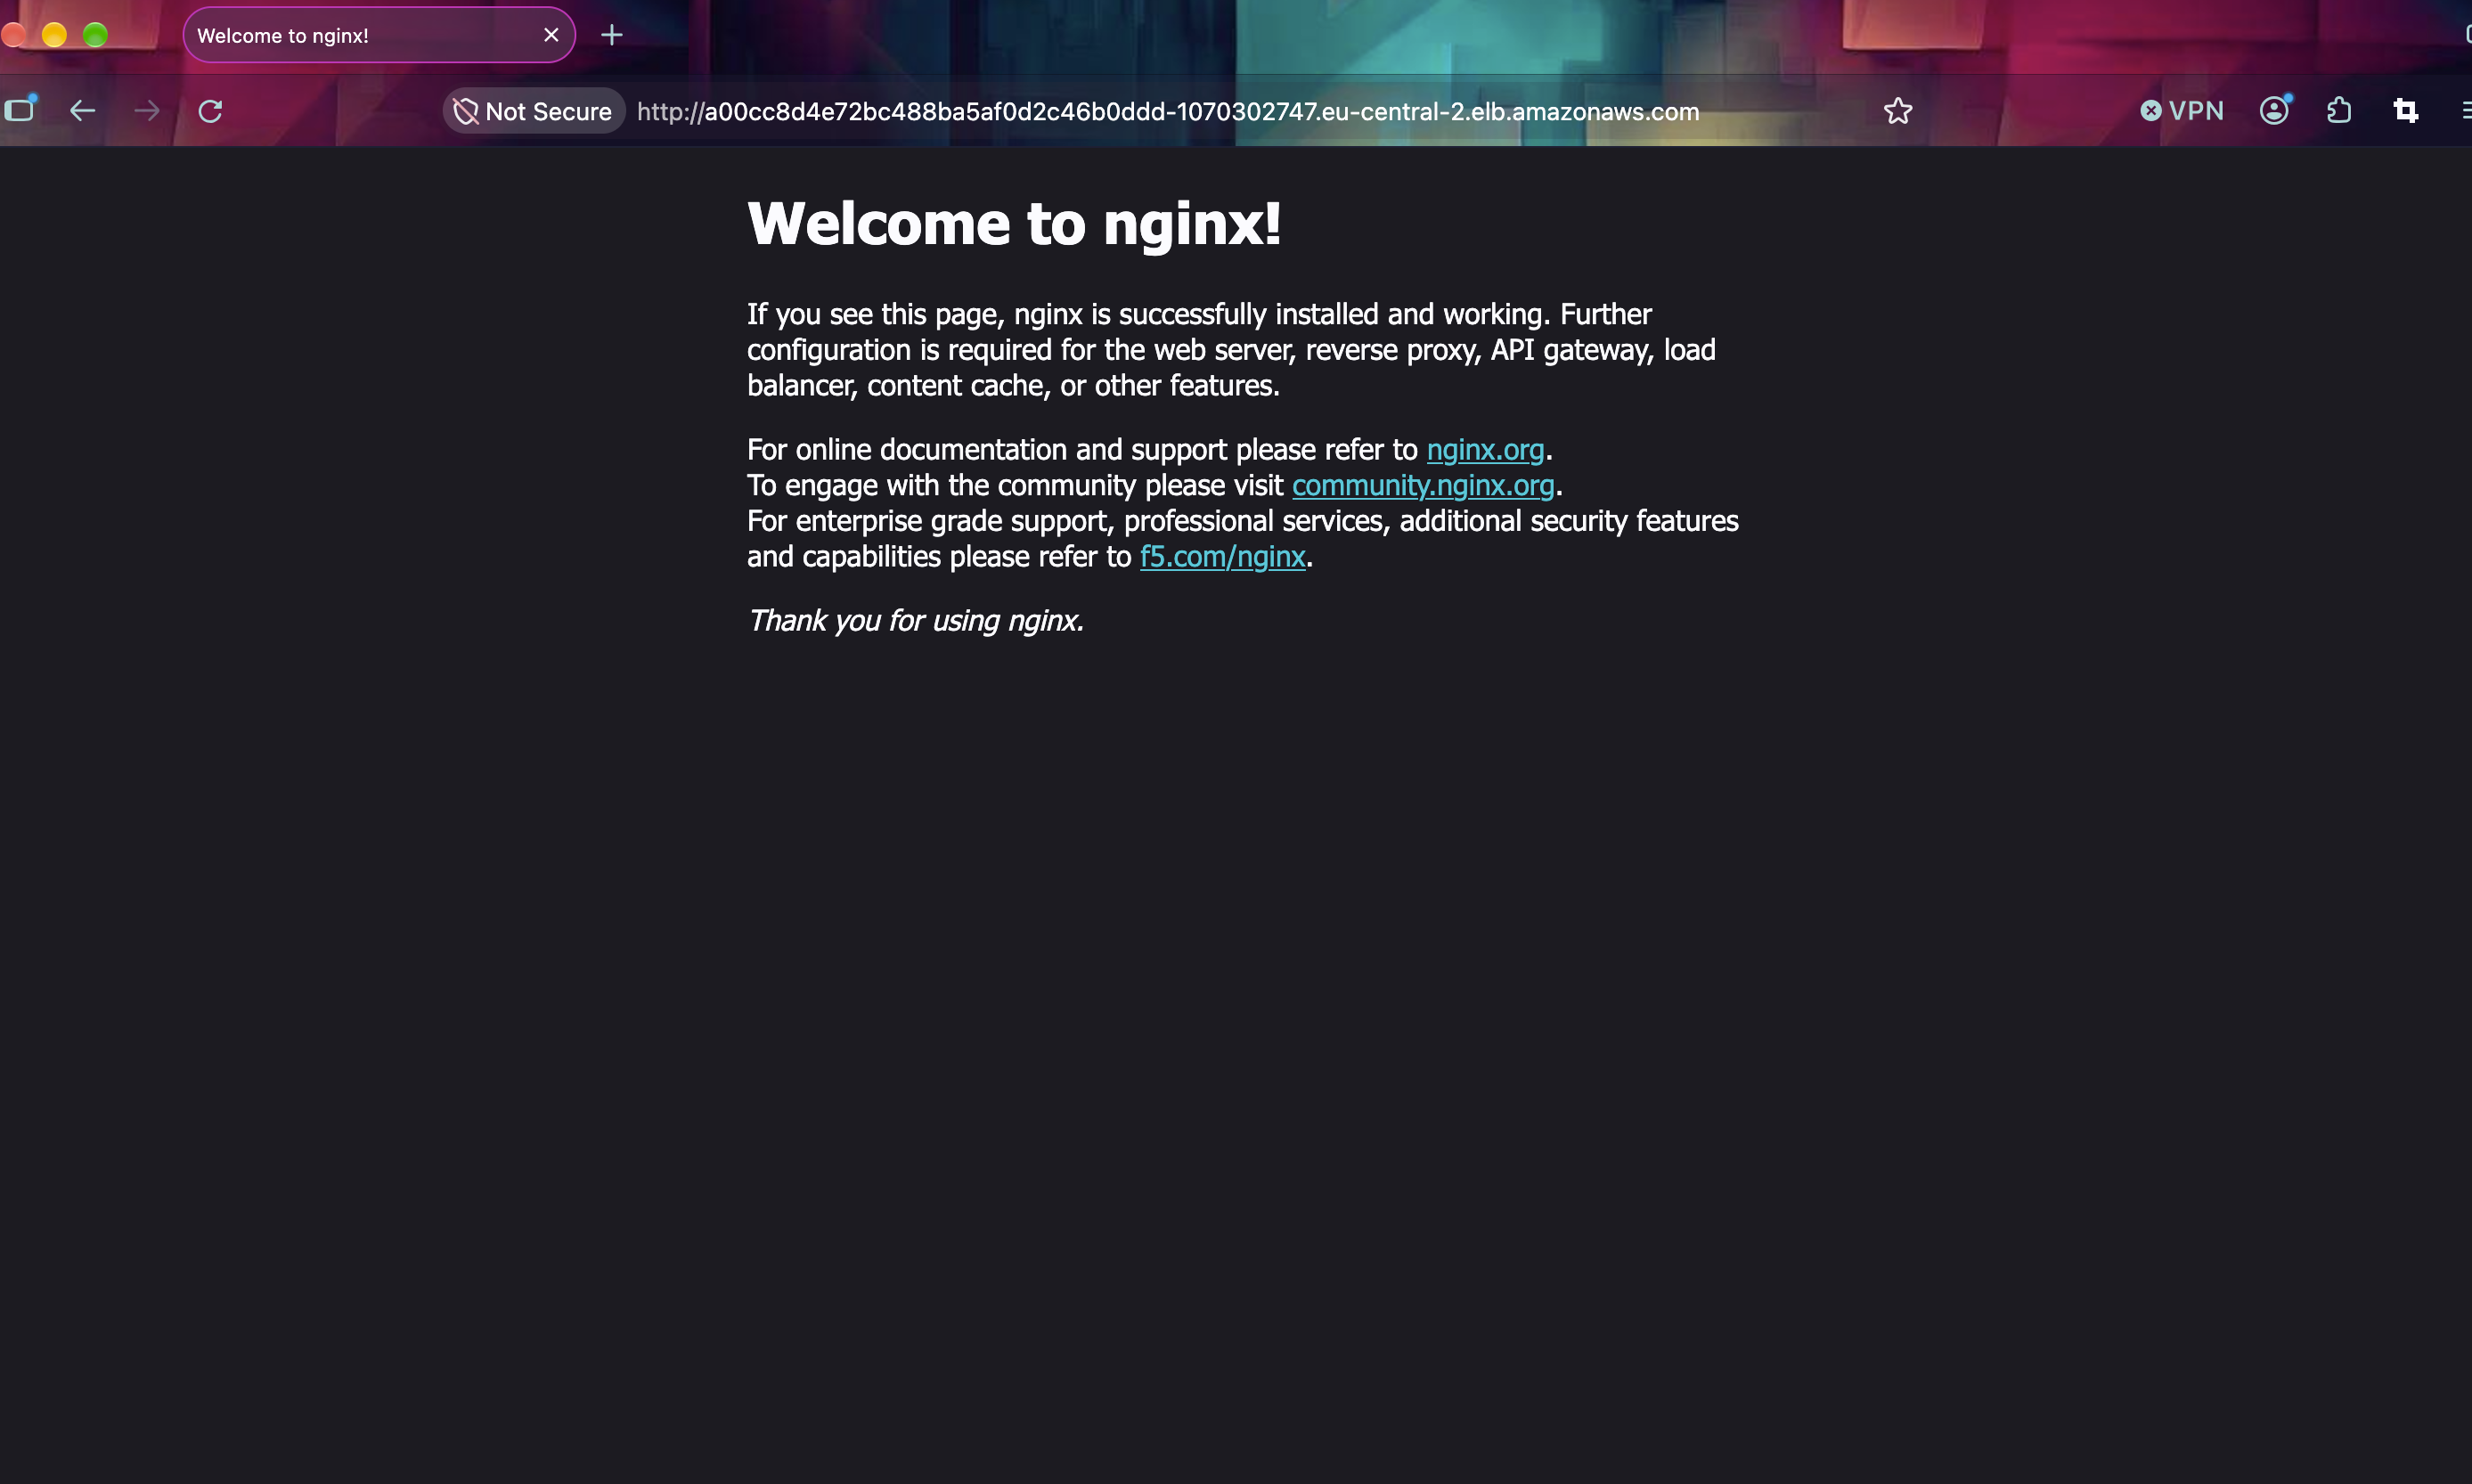 Welcome to nginx!
Not Secure http://a00cc8d4e72bc488ba5af0d2c46b0ddd-1070302747.eu-central-2.elb.amazonaws.com VPN
Welcome to nginx!
If you see this page, nginx is successfully installed and working. Further
configuration is required for the web server, reverse proxy, API gateway, load
balancer, content cache, or other features.
For online documentation and support please refer to nginx.org.
To engage with the community please visit community.nginx.org.
For enterprise grade support, professional services, additional security features
and capabilities please refer to f5.com/nginx.
Thank you for using nginx.